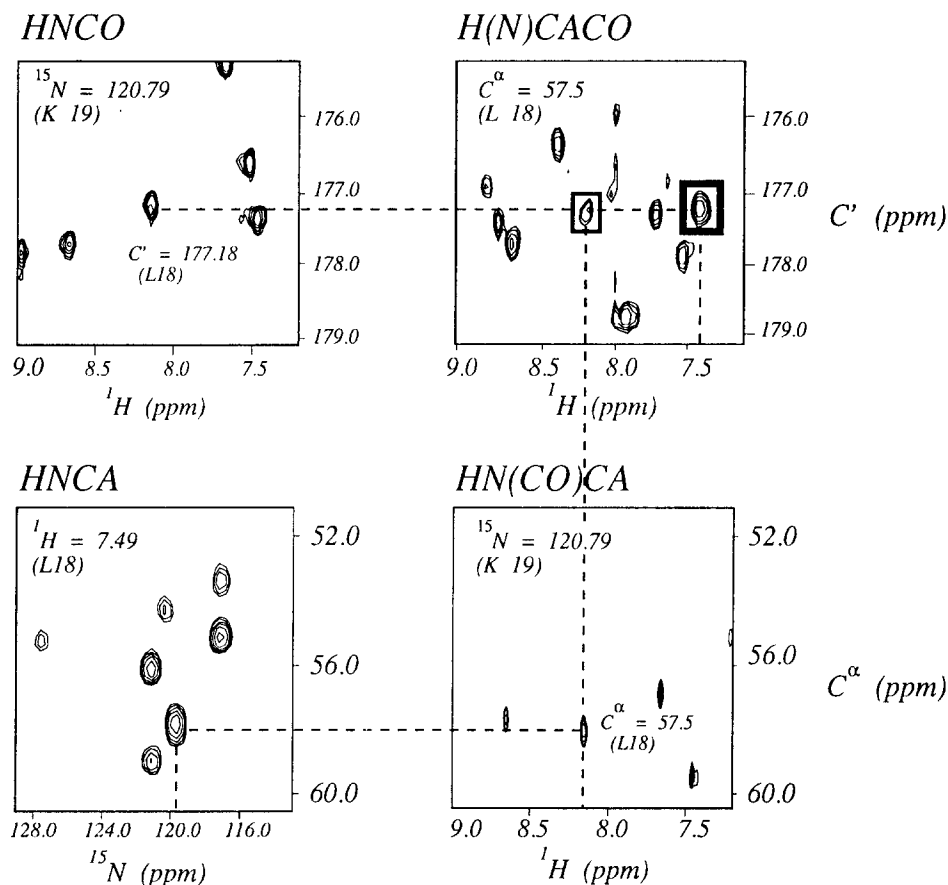 HNCO
15N = 120.79
(K 19)
C' = 177.18
(L18)
176.0
177.0
178.0
179.0
9.0 8.5 8.0 7.5
1H (ppm)
H(N)CACO
Cα = 57.5
(L 18)
176.0
177.0
178.0
179.0
C' (ppm)
9.0 8.5 8.0 7.5
1H (ppm)
HNCA
1H = 7.49
(L18)
52.0
56.0
60.0
128.0 124.0 120.0 116.0
15N (ppm)
HN(CO)CA
15N = 120.79
(K 19)
Cα = 57.5
(L18)
52.0
56.0
60.0
Cα (ppm)
9.0 8.5 8.0 7.5
1H (ppm)